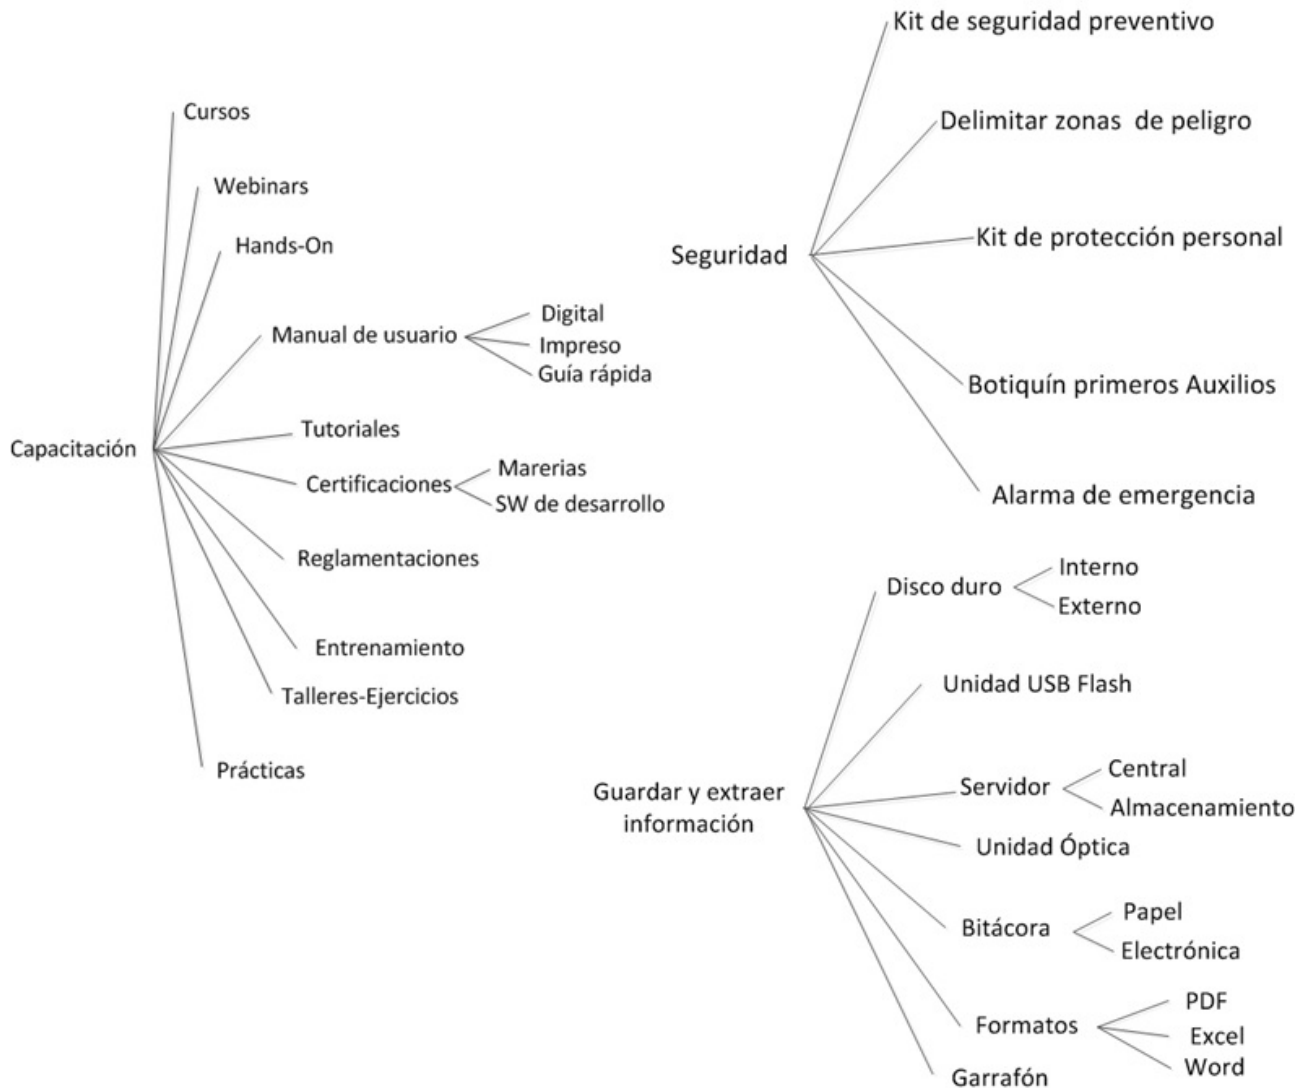 Capacitación
Cursos
Webinars
Hands-On
Manual de usuario
Digital
Impreso
Guía rápida
Tutoriales
Certificaciones
Marerias
SW de desarrollo
Reglamentaciones
Entrenamiento
Talleres-Ejercicios
Prácticas
Seguridad
Kit de seguridad preventivo
Delimitar zonas de peligro
Kit de protección personal
Botiquín primeros Auxilios
Alarma de emergencia
Guardar y extraer
información
Disco duro
Interno
Externo
Unidad USB Flash
Servidor
Central
Almacenamiento
Unidad Óptica
Bitácora
Papel
Electrónica
Formatos
PDF
Excel
Word
Garrafón